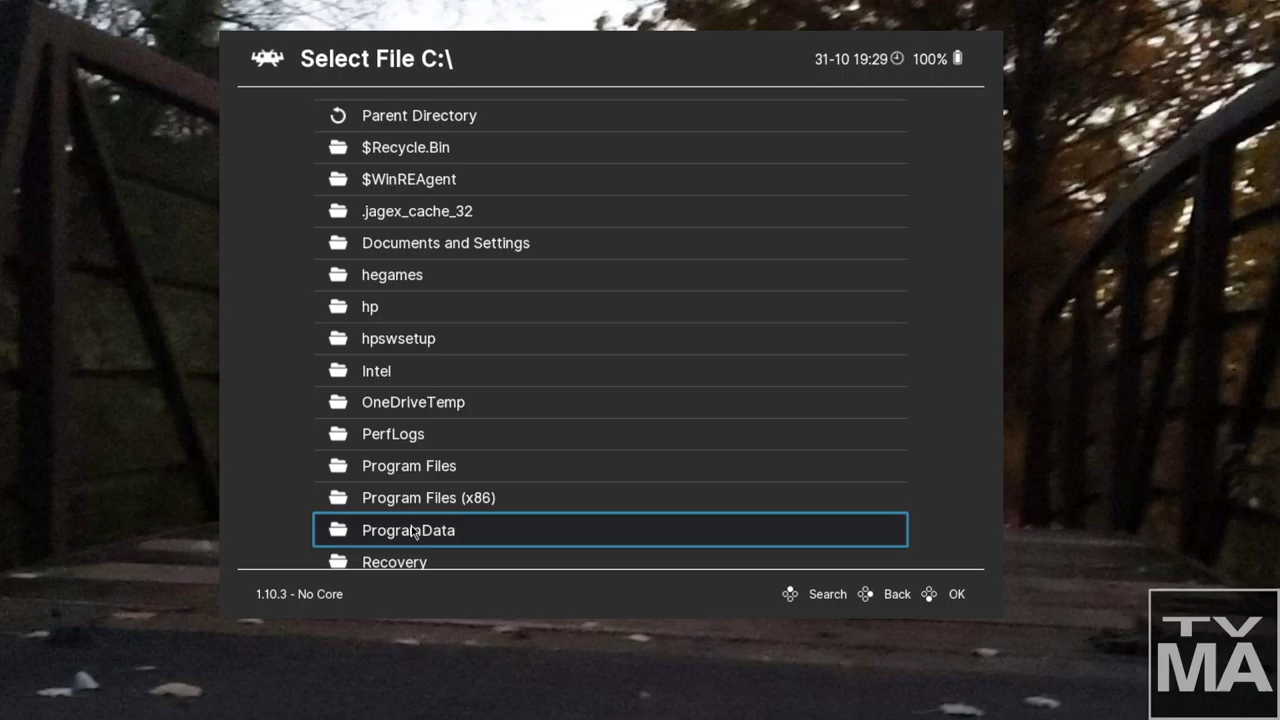 Select File C:\
31-10 19:29 100%
Parent Directory
$Recycle.Bin
$WinREAgent
.jagex_cache_32
Documents and Settings
hegames
hp
hpswsetup
Intel
OneDriveTemp
PerfLogs
Program Files
Program Files (x86)
ProgramData
Recovery
1.10.3 - No Core
Search Back OK
TV
MA